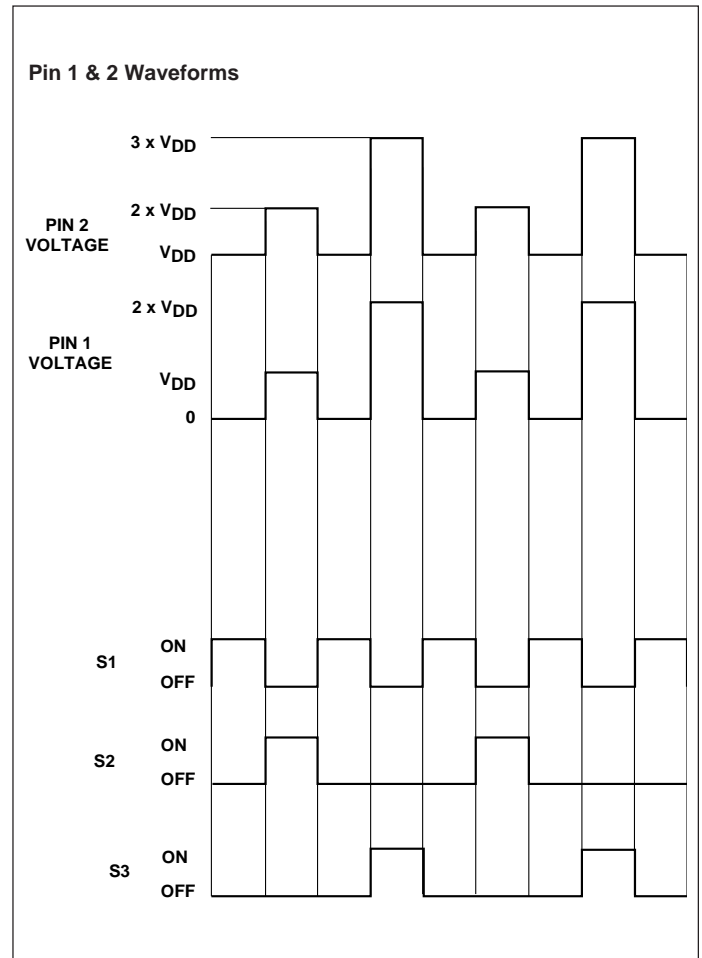 Pin 1 & 2 Waveforms
3 x VDD
2 x VDD
PIN 2
VOLTAGE
VDD
2 x VDD
PIN 1
VOLTAGE
VDD
0
ON
S1
OFF
ON
S2
OFF
ON
S3
OFF